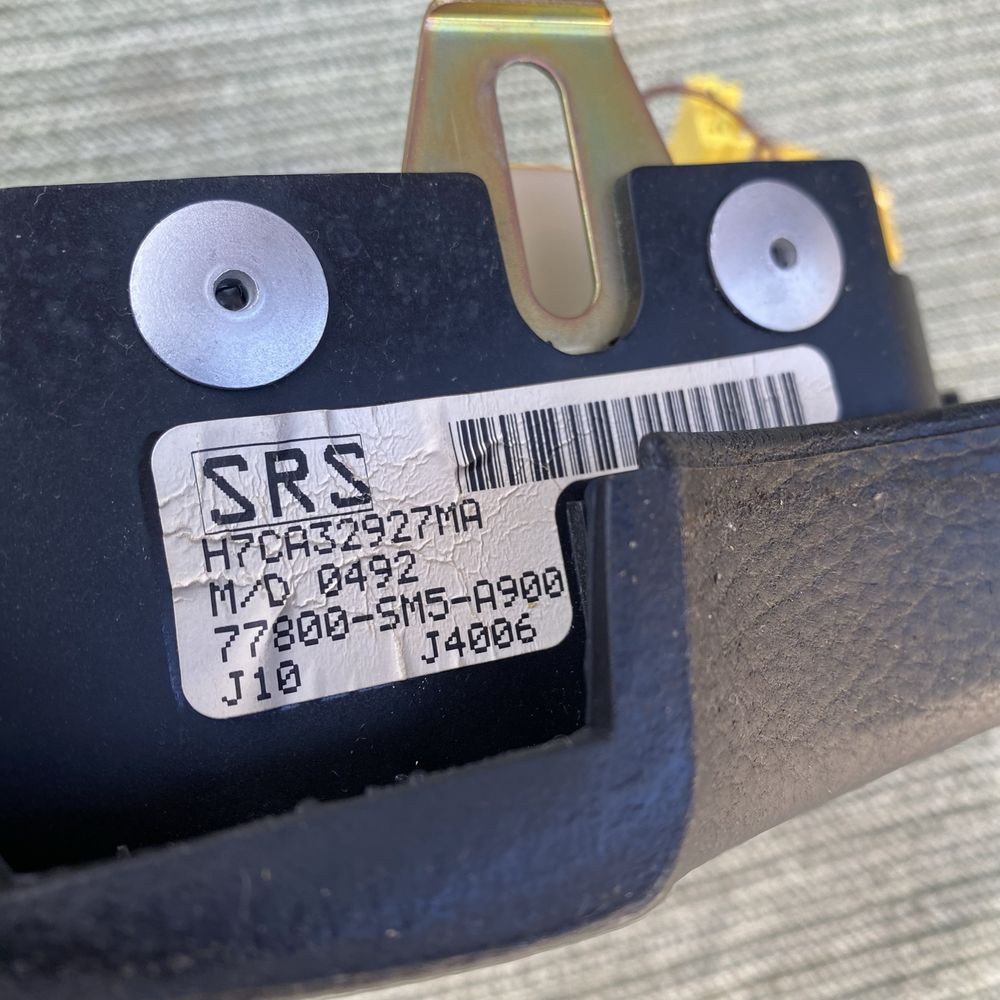 SRS
H7CA32927MA
M/D 0492
77800-SM5-A900
J10 J4006